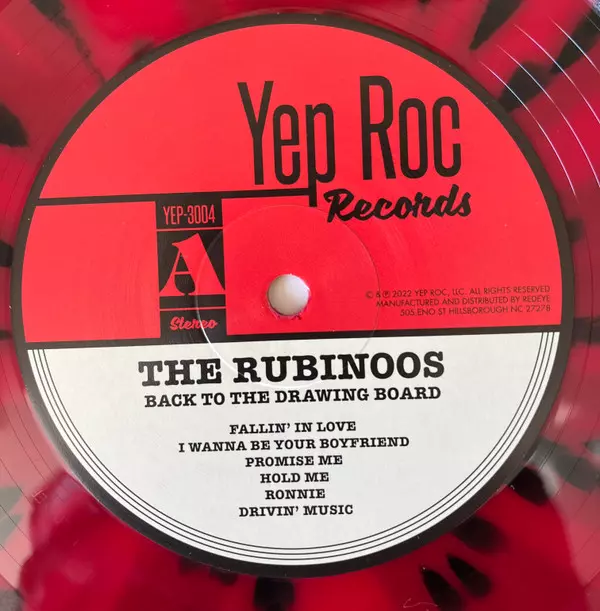 Yep Roc
Records
YEP-3004
A
Stereo
© & ℗ 2022 YEP ROC, LLC. ALL RIGHTS RESERVED
MANUFACTURED AND DISTRIBUTED BY REDEYE
505 ENO ST HILLSBOROUGH NC 27278
THE RUBINOOS
BACK TO THE DRAWING BOARD
FALLIN' IN LOVE
I WANNA BE YOUR BOYFRIEND
PROMISE ME
HOLD ME
RONNIE
DRIVIN' MUSIC